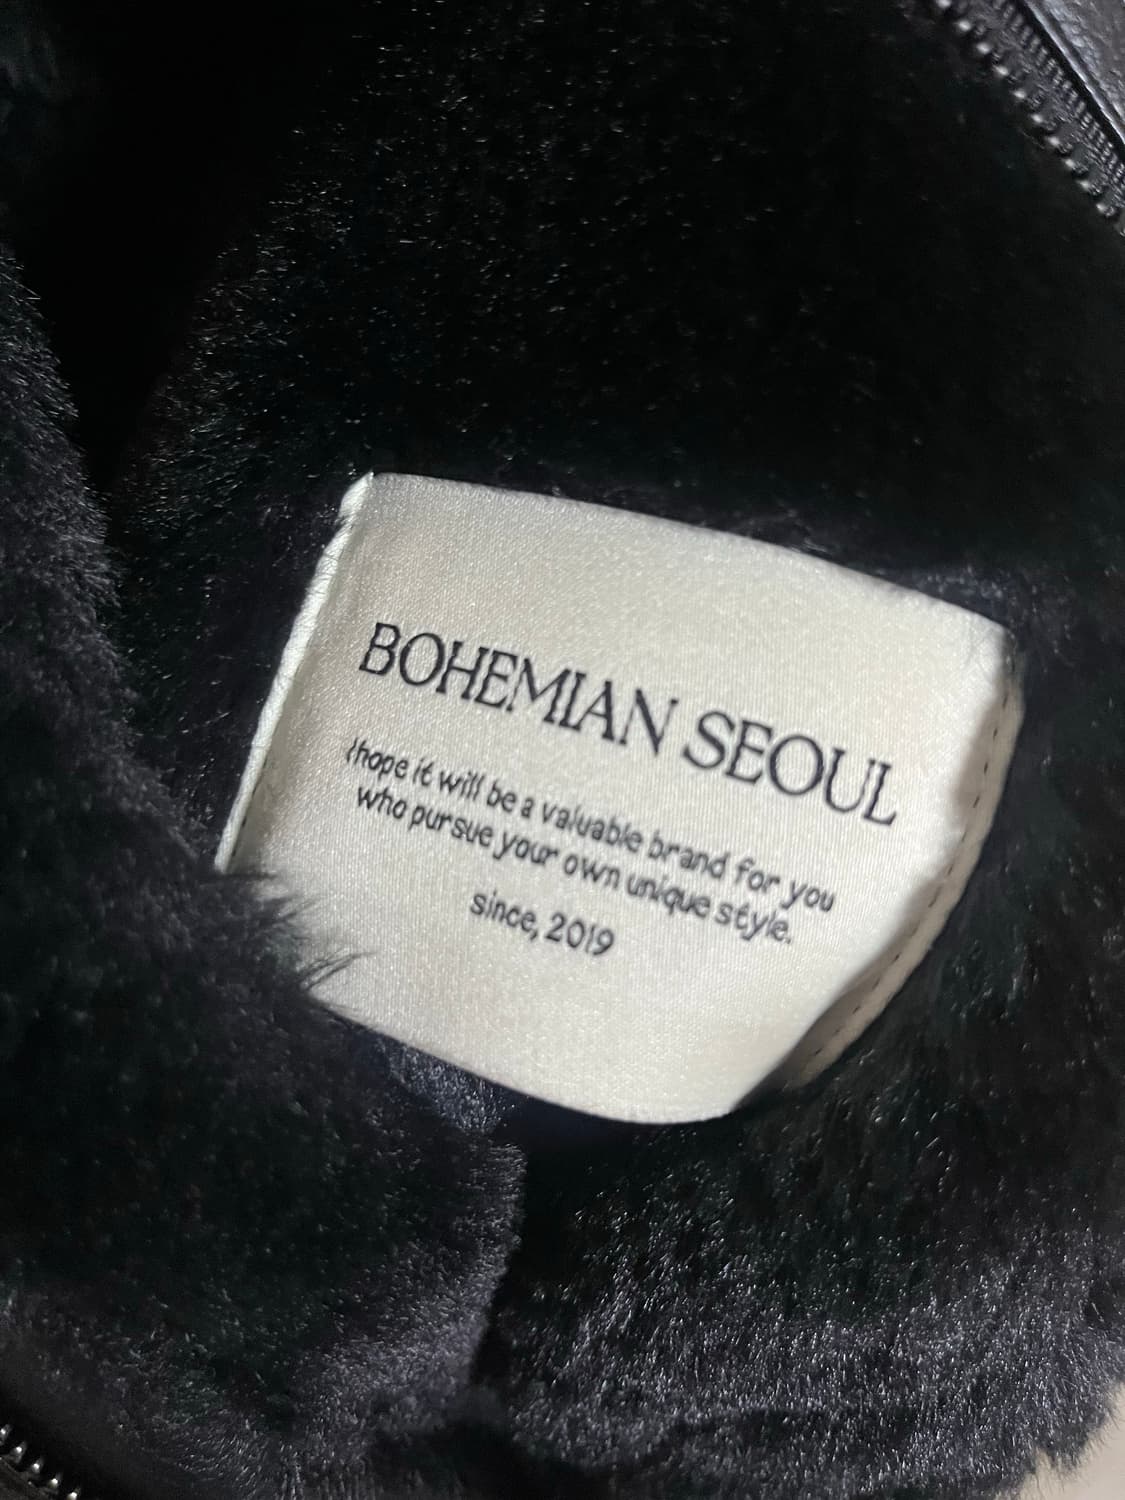 BOHEMIAN SEOUL
I hope it will be a valuable brand for you
who pursue your own unique style.
since, 2019